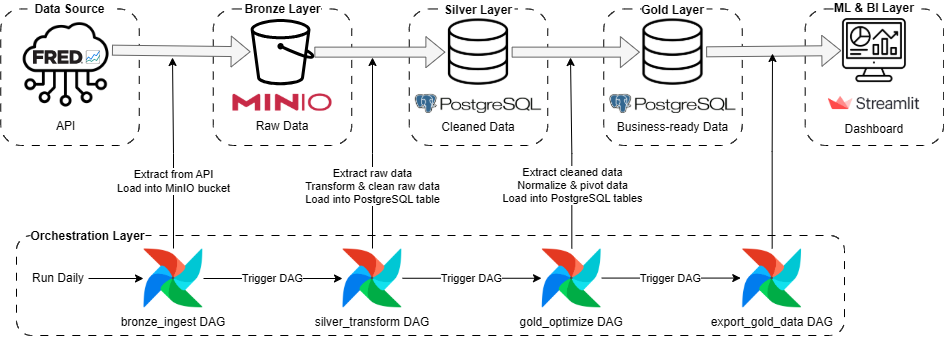 Data Source
Bronze Layer
Silver Layer
Gold Layer
ML & BI Layer
FRED
MINIO
PostgreSQL
PostgreSQL
Streamlit
API
Raw Data
Cleaned Data
Business-ready Data
Dashboard
Extract from API
Load into MinIO bucket
Extract raw data
Transform & clean raw data
Load into PostgreSQL table
Extract cleaned data
Normalize & pivot data
Load into PostgreSQL tables
Orchestration Layer
Run Daily
Trigger DAG
Trigger DAG
Trigger DAG
bronze_ingest DAG
silver_transform DAG
gold_optimize DAG
export_gold_data DAG